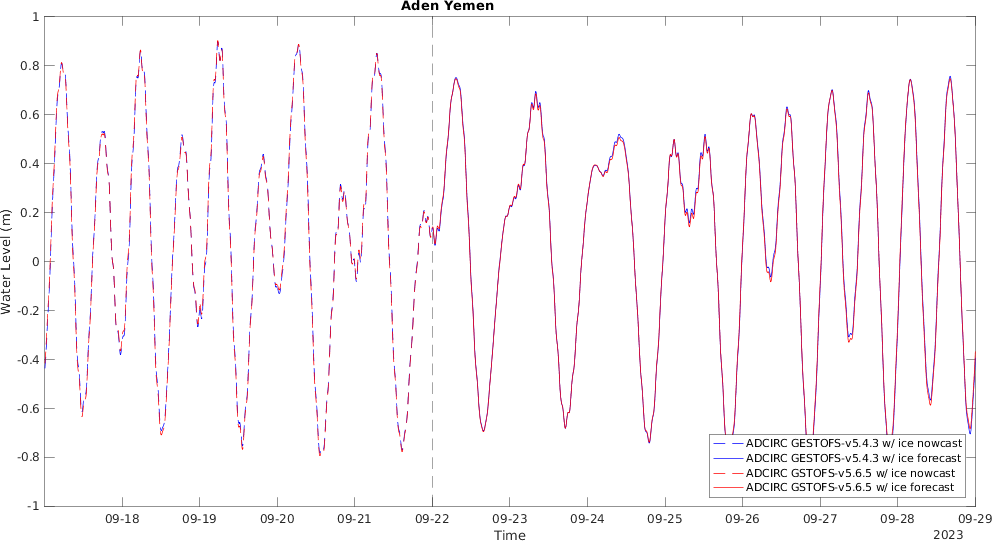 Aden Yemen
1
0.8
0.6
0.4
0.2
0
-0.2
-0.4
-0.6
-0.8
-1
Water Level (m)
ADCIRC GESTOFS-v5.4.3 w/ ice nowcast
ADCIRC GESTOFS-v5.4.3 w/ ice forecast
ADCIRC GSTOFS-v5.6.5 w/ ice nowcast
ADCIRC GSTOFS-v5.6.5 w/ ice forecast
09-18 09-19 09-20 09-21 09-22 09-23 09-24 09-25 09-26 09-27 09-28 09-29
Time
2023